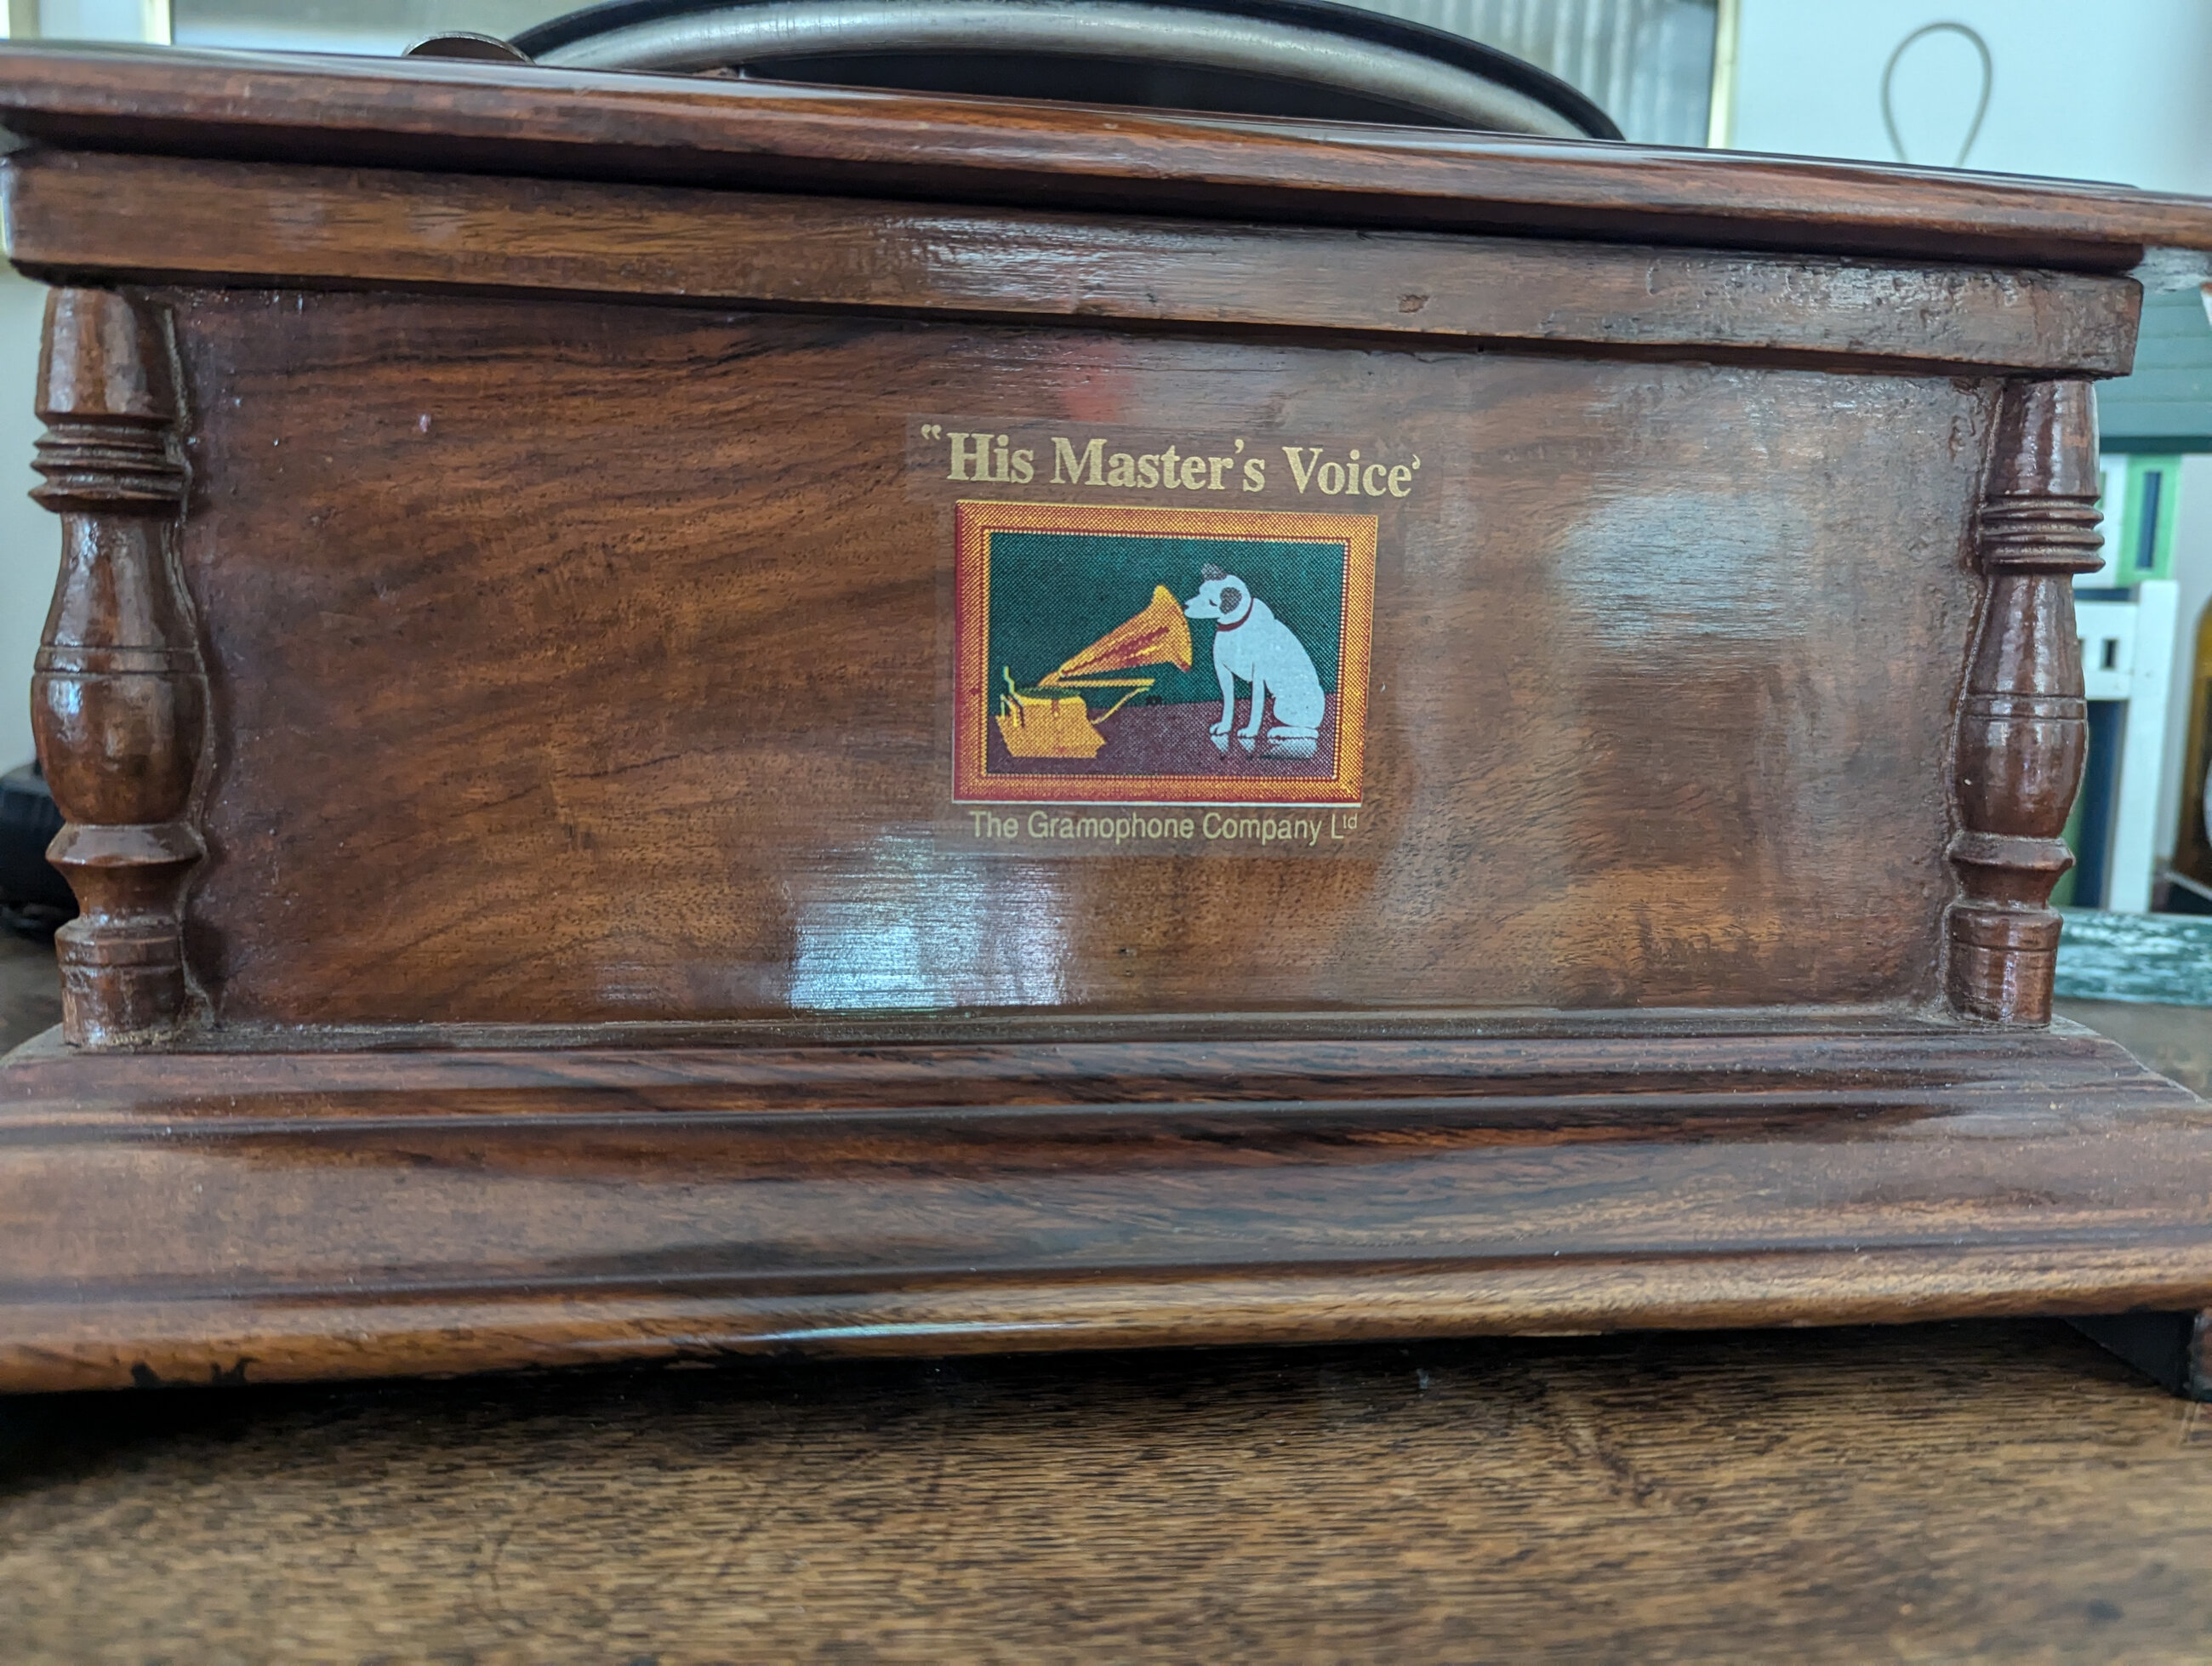 “His Master’s Voice’
The Gramophone Company Ltd